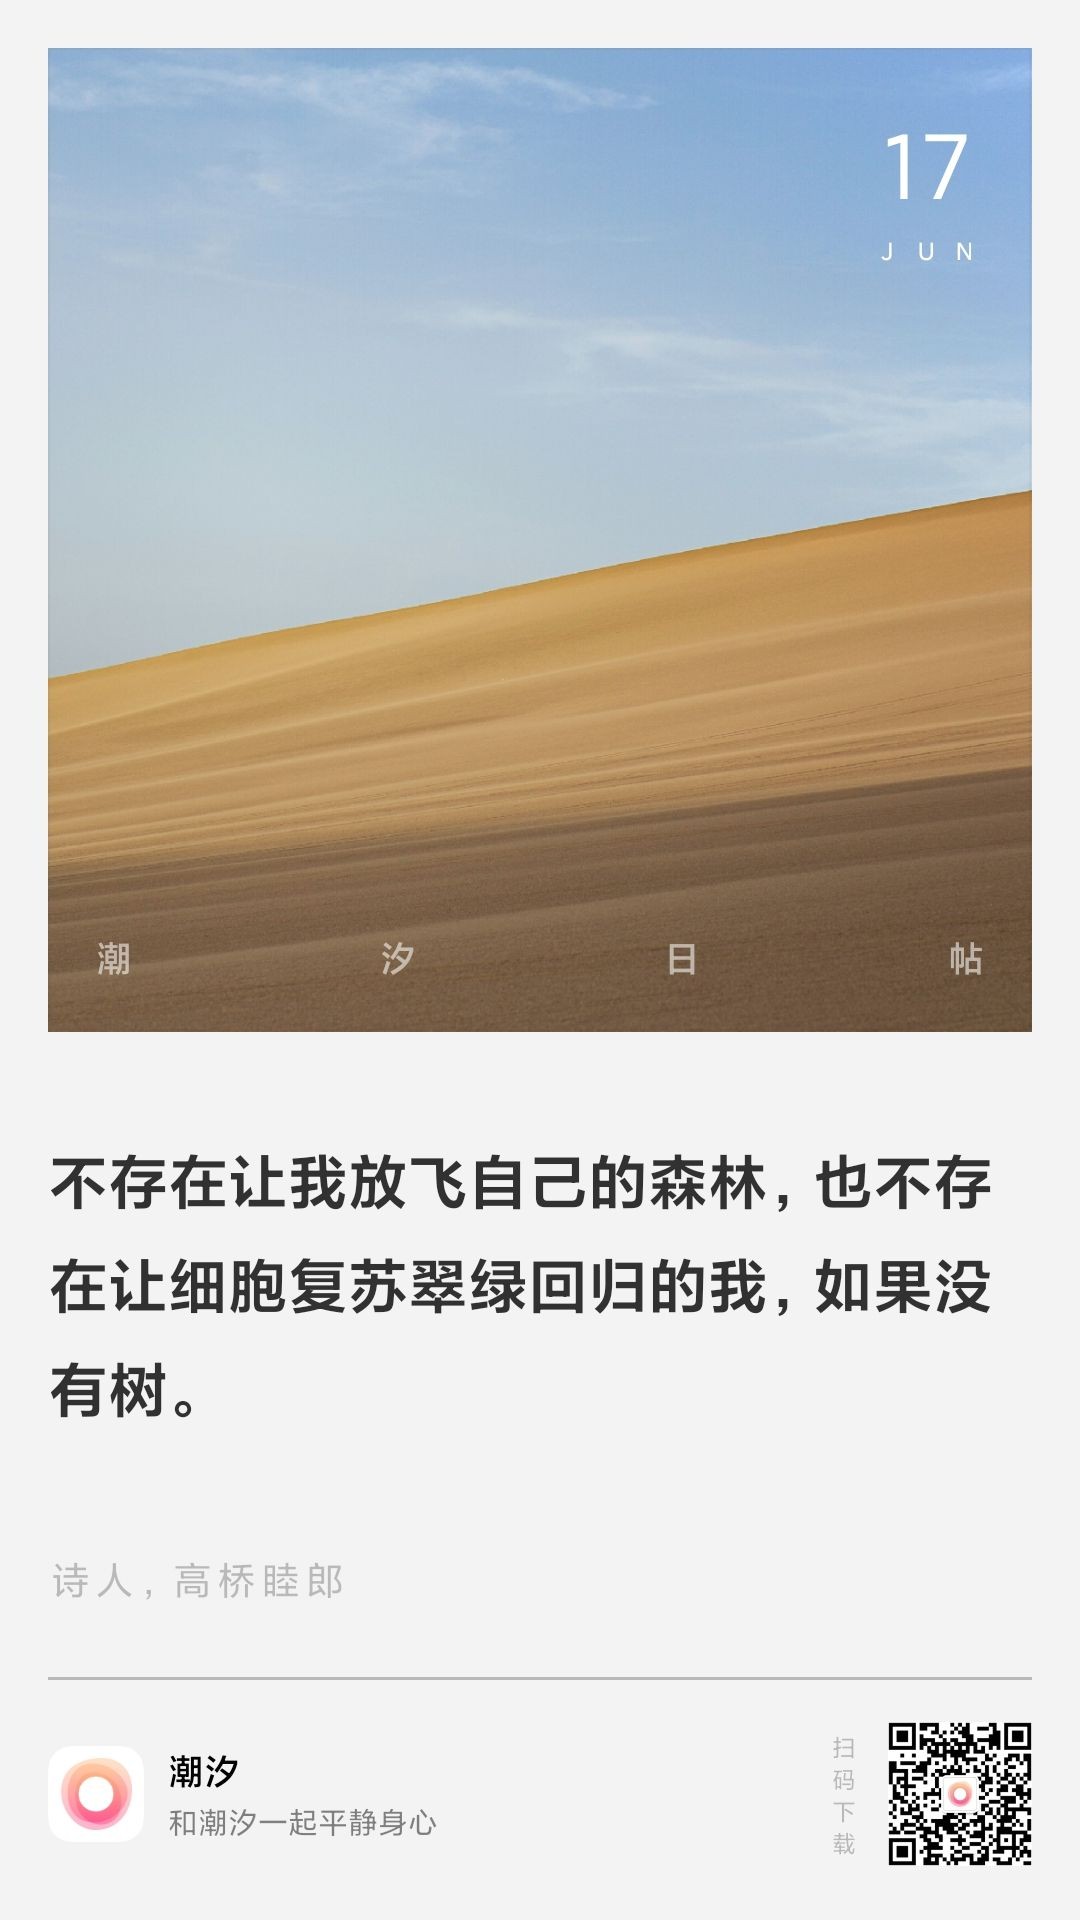 17
JUN
潮汐日帖
不存在让我放飞自己的森林，也不存
在让细胞复苏翠绿回归的我，如果没
有树。
诗人，高桥睦郎
潮汐
和潮汐一起平静身心
扫码下载